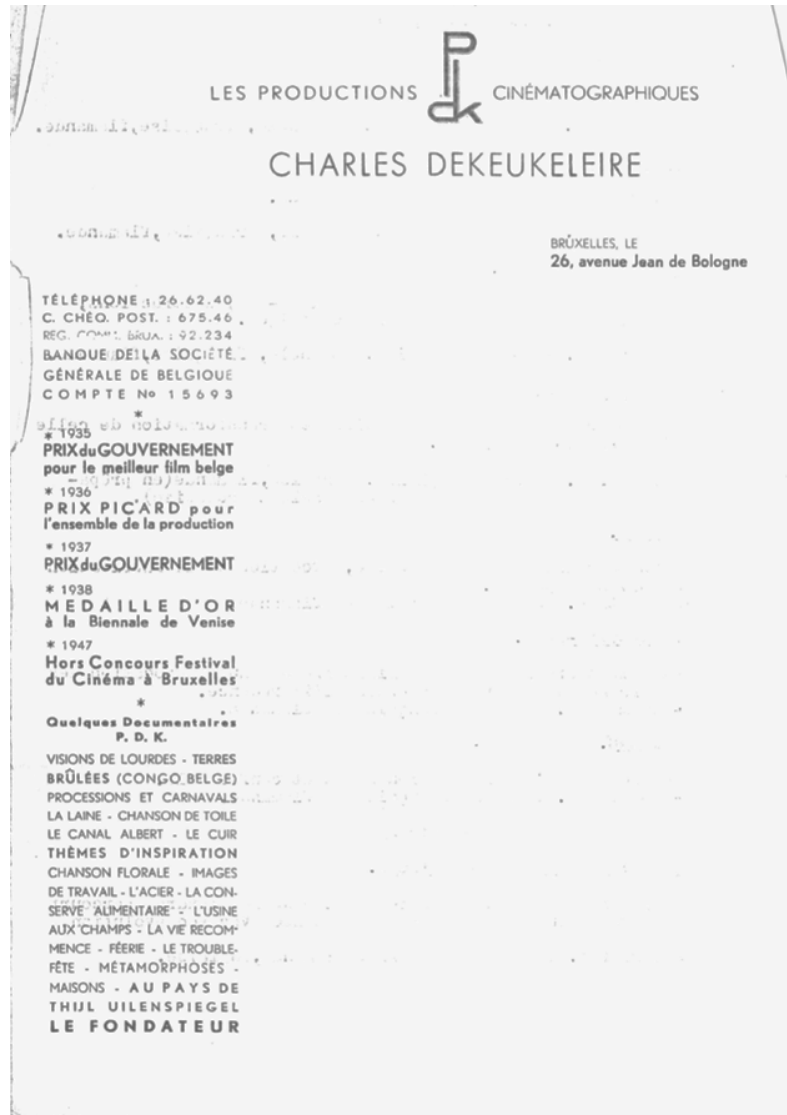 LES PRODUCTIONS PDK CINÉMATOGRAPHIQUES
CHARLES DEKEUKELEIRE
BRUXELLES, LE
26, avenue Jean de Bologne
TÉLÉPHONE : 26.62.40
C. CHÈQ. POST. : 675.46
REG. COMM. BRUX. : 92.234
BANQUE DE LA SOCIÉTÉ
GÉNÉRALE DE BELGIQUE
COMPTE No 15693
*
* 1935
PRIX du GOUVERNEMENT
pour le meilleur film belge
* 1936
PRIX PICARD pour
l'ensemble de la production
* 1937
PRIX du GOUVERNEMENT
* 1938
MEDAILLE D'OR
à la Biennale de Venise
* 1947
Hors Concours Festival
du Cinéma à Bruxelles
*
Quelques Documentaires
P. D. K.
VISIONS DE LOURDES - TERRES
BRÛLÉES (CONGO BELGE)
PROCESSIONS ET CARNAVALS
LA LAINE - CHANSON DE TOILE
LE CANAL ALBERT - LE CUIR
THÈMES D'INSPIRATION
CHANSON FLORALE - IMAGES
DE TRAVAIL - L'ACIER - LA CON-
SERVE ALIMENTAIRE - L'USINE
AUX CHAMPS - LA VIE RECOM-
MENCE - FÉERIE - LE TROUBLE-
FÊTE - MÉTAMORPHOSES -
MAISONS - AU PAYS DE
THIJL UILENSPIEGEL
LE FONDATEUR